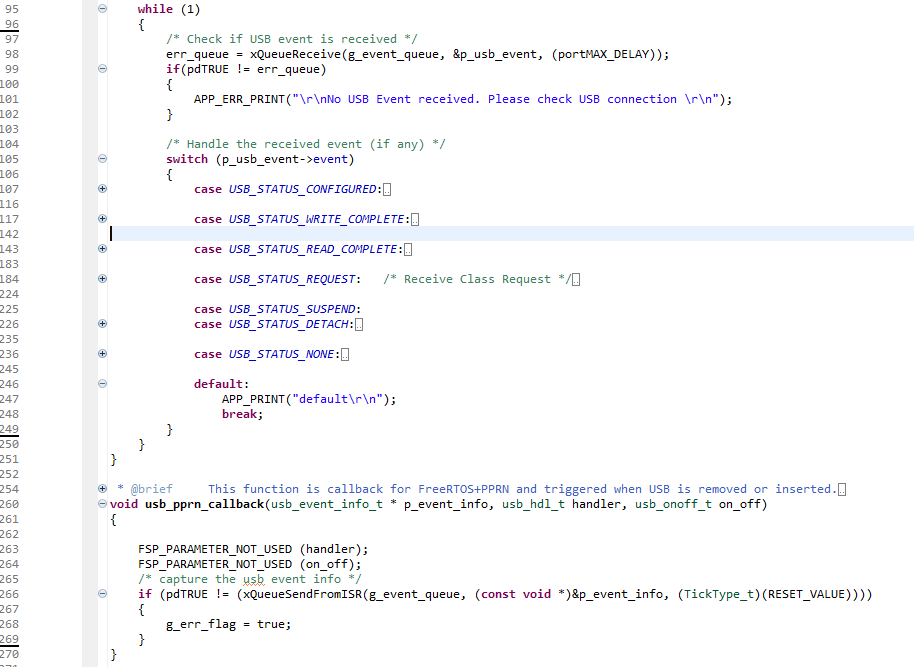 95 while (1)
96 {
97 /* Check if USB event is received */
98 err_queue = xQueueReceive(g_event_queue, &p_usb_event, (portMAX_DELAY));
99 if(pdTRUE != err_queue)
100 {
101 APP_ERR_PRINT("\r\nNo USB Event received. Please check USB connection \r\n");
102 }
103
104 /* Handle the received event (if any) */
105 switch (p_usb_event->event)
106 {
107 case USB_STATUS_CONFIGURED:
116
117 case USB_STATUS_WRITE_COMPLETE:
142
143 case USB_STATUS_READ_COMPLETE:
183
184 case USB_STATUS_REQUEST: /* Receive Class Request */
224
225 case USB_STATUS_SUSPEND:
226 case USB_STATUS_DETACH:
235
236 case USB_STATUS_NONE:
245
246 default:
247 APP_PRINT("default\r\n");
248 break;
249 }
250 }
251 }
252
254 * @brief This function is callback for FreeRTOS+PPRN and triggered when USB is removed or inserted.
260 void usb_pprn_callback(usb_event_info_t * p_event_info, usb_hdl_t handler, usb_onoff_t on_off)
261 {
262
263 FSP_PARAMETER_NOT_USED (handler);
264 FSP_PARAMETER_NOT_USED (on_off);
265 /* capture the usb event info */
266 if (pdTRUE != (xQueueSendFromISR(g_event_queue, (const void *)&p_event_info, (TickType_t)(RESET_VALUE))))
267 {
268 g_err_flag = true;
269 }
270 }